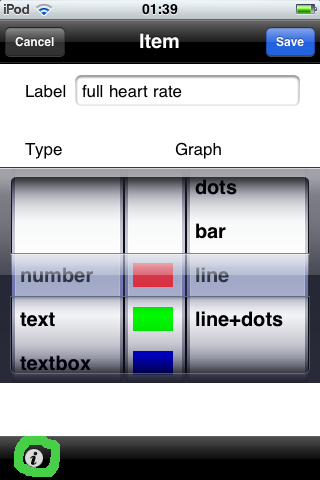 iPod 01:39
Cancel Item Save
Label full heart rate
Type Graph
dots
bar
number line
text line+dots
textbox
i